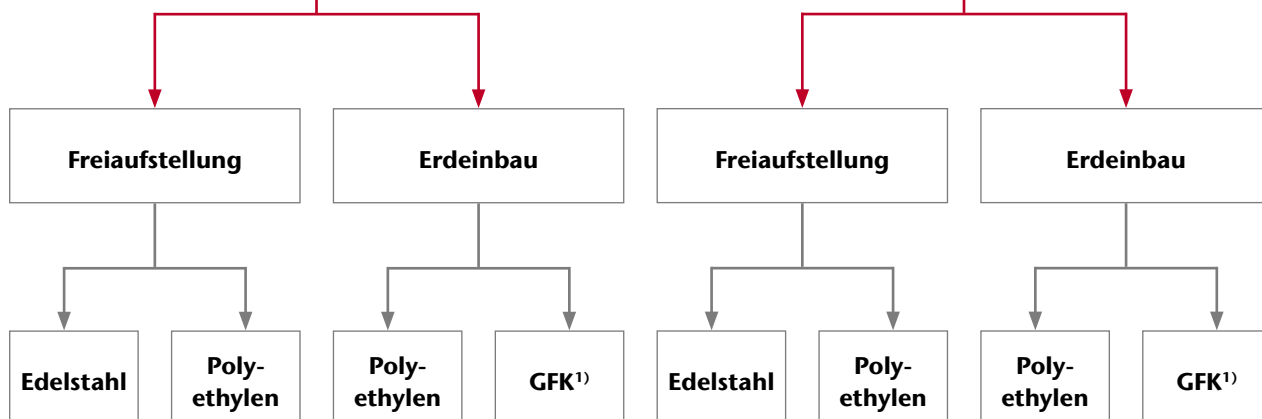 Freiaufstellung
Erdeinbau
Freiaufstellung
Erdeinbau
Edelstahl
Poly-
ethylen
Poly-
ethylen
GFK¹⁾
Edelstahl
Poly-
ethylen
Poly-
ethylen
GFK¹⁾